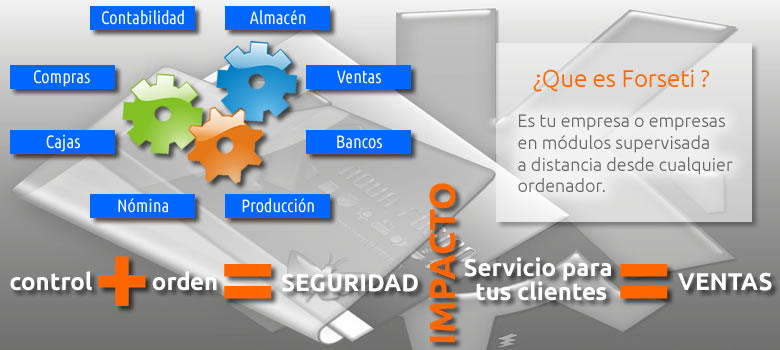 Contabilidad
Almacén
Compras
Ventas
Cajas
Bancos
Nómina
Producción
¿Que es Forseti ?
Es tu empresa o empresas
en módulos supervisada
a distancia desde cualquier
ordenador.
control + orden = SEGURIDAD
IMPACTO
Servicio para
tus clientes = VENTAS